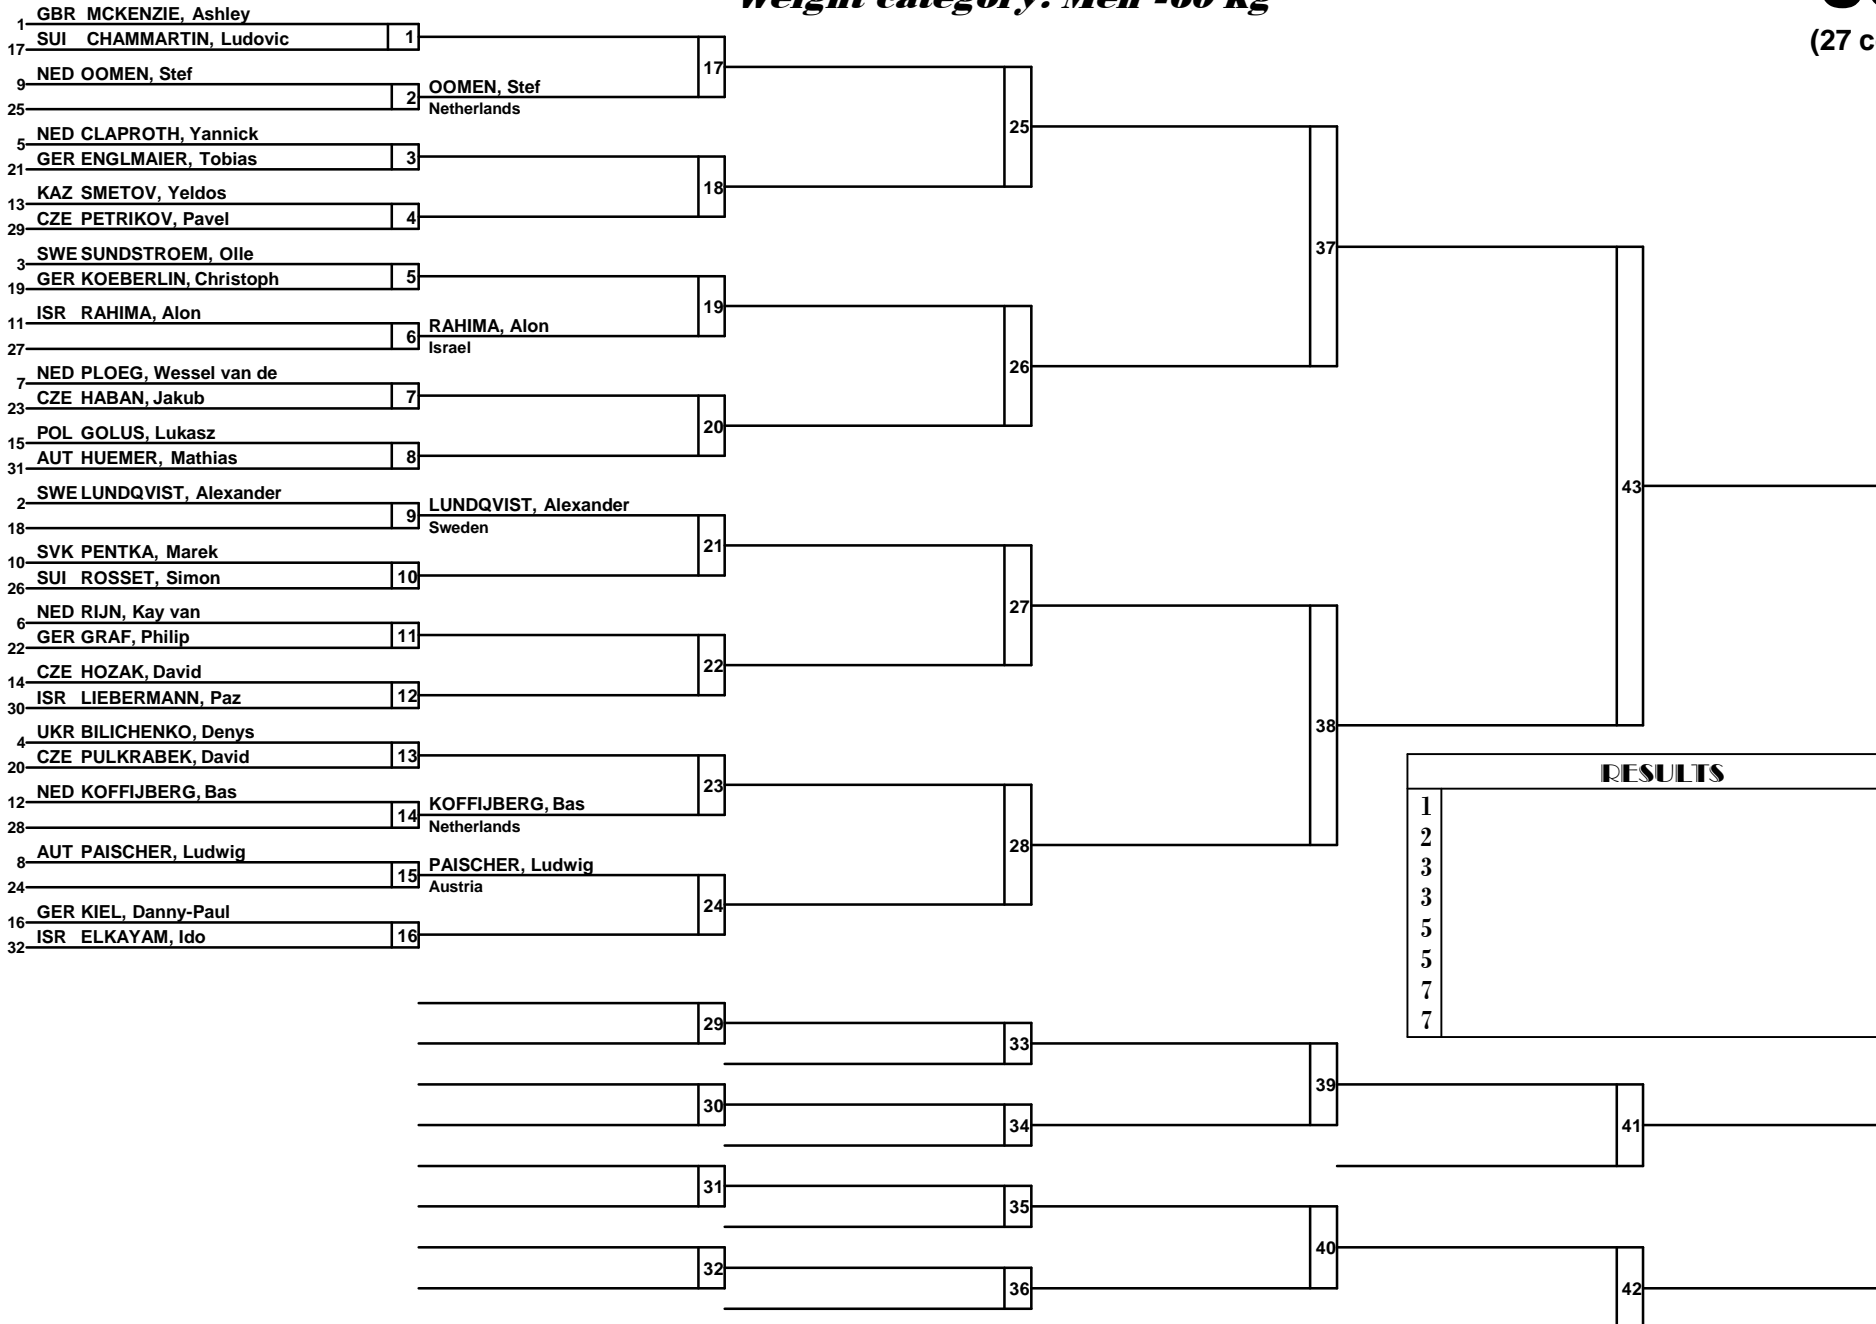 Weight category: Men -60 kg
(27 c
1 GBR MCKENZIE, Ashley
17 SUI CHAMMARTIN, Ludovic 1
9 NED OOMEN, Stef
25 2 OOMEN, Stef
Netherlands
5 NED CLAPROTH, Yannick
21 GER ENGLMAIER, Tobias 3
13 KAZ SMETOV, Yeldos
29 CZE PETRIKOV, Pavel 4
3 SWE SUNDSTROEM, Olle
19 GER KOEBERLIN, Christoph 5
11 ISR RAHIMA, Alon
27 6 RAHIMA, Alon
Israel
7 NED PLOEG, Wessel van de
23 CZE HABAN, Jakub 7
15 POL GOLUS, Lukasz
31 AUT HUEMER, Mathias 8
2 SWE LUNDQVIST, Alexander
18 9 LUNDQVIST, Alexander
Sweden
10 SVK PENTKA, Marek
26 SUI ROSSET, Simon 10
6 NED RIJN, Kay van
22 GER GRAF, Philip 11
14 CZE HOZAK, David
30 ISR LIEBERMANN, Paz 12
4 UKR BILICHENKO, Denys
20 CZE PULKRABEK, David 13
12 NED KOFFIJBERG, Bas
28 14 KOFFIJBERG, Bas
Netherlands
8 AUT PAISCHER, Ludwig
24 15 PAISCHER, Ludwig
Austria
16 GER KIEL, Danny-Paul
32 ISR ELKAYAM, Ido 16
17
18
19
20
21
22
23
24
25
26
27
28
37
38
43
RESULTS
1
2
3
3
5
5
7
7
29
30
31
32
33
34
35
36
39
40
41
42